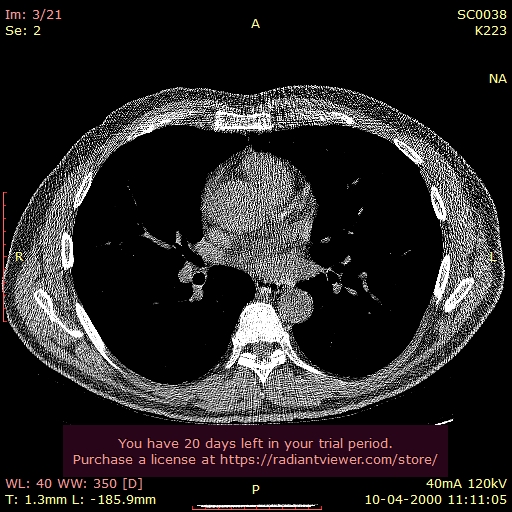 Im: 3/21
Se: 2
A
SC0038
K223
NA
R
L
You have 20 days left in your trial period.
Purchase a license at https://radiantviewer.com/store/
WL: 40 WW: 350 [D]
T: 1.3mm L: -185.9mm
P
40mA 120kV
10-04-2000 11:11:05